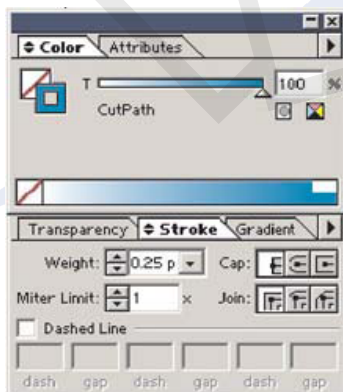 Color Attributes
T 100 %
CutPath
Transparency Stroke Gradient
Weight: 0.25 p Cap:
Miter Limit: 1 x Join:
Dashed Line
dash gap dash gap dash gap